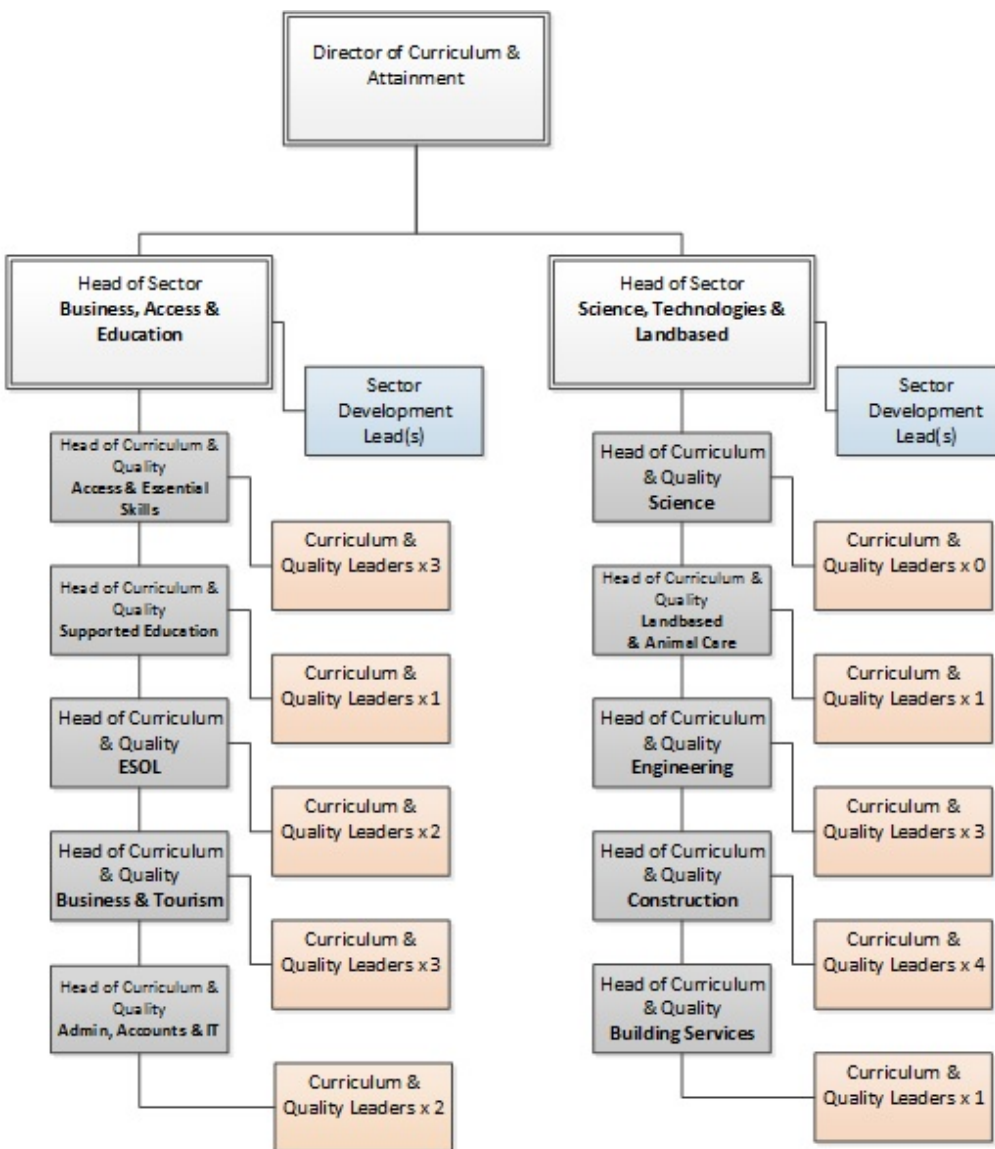 Director of Curriculum &
Attainment
Head of Sector
Business, Access &
Education
Sector
Development
Lead(s)
Head of Curriculum &
Quality
Access & Essential
Skills
Curriculum &
Quality Leaders x 3
Head of Curriculum &
Quality
Supported Education
Curriculum &
Quality Leaders x 1
Head of Curriculum
& Quality
ESOL
Curriculum &
Quality Leaders x 2
Head of Curriculum
& Quality
Business & Tourism
Curriculum &
Quality Leaders x 3
Head of Curriculum &
Quality
Admin, Accounts & IT
Curriculum &
Quality Leaders x 2
Head of Sector
Science, Technologies &
Landbased
Sector
Development
Lead(s)
Head of Curriculum
& Quality
Science
Curriculum &
Quality Leaders x 0
Head of Curriculum &
Quality
Landbased
& Animal Care
Curriculum &
Quality Leaders x 1
Head of Curriculum
& Quality
Engineering
Curriculum &
Quality Leaders x 3
Head of Curriculum
& Quality
Construction
Curriculum &
Quality Leaders x 4
Head of Curriculum
& Quality
Building Services
Curriculum &
Quality Leaders x 1